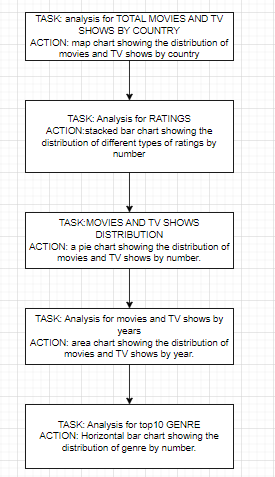 TASK: analysis for TOTAL MOVIES AND TV
SHOWS BY COUNTRY
ACTION: map chart showing the distribution of
movies and TV shows by country
TASK: Analysis for RATINGS
ACTION:stacked bar chart showing the
distribution of different types of ratings by
number
TASK:MOVIES AND TV SHOWS
DISTRIBUTION
ACTION: a pie chart showing the distribution of
movies and TV shows by number.
TASK: Analysis for movies and TV shows by
years
ACTION: area chart showing the distribution of
movies and TV shows by year.
TASK: Analysis for top10 GENRE
ACTION: Horizontal bar chart showing the
distribution of genre by number.